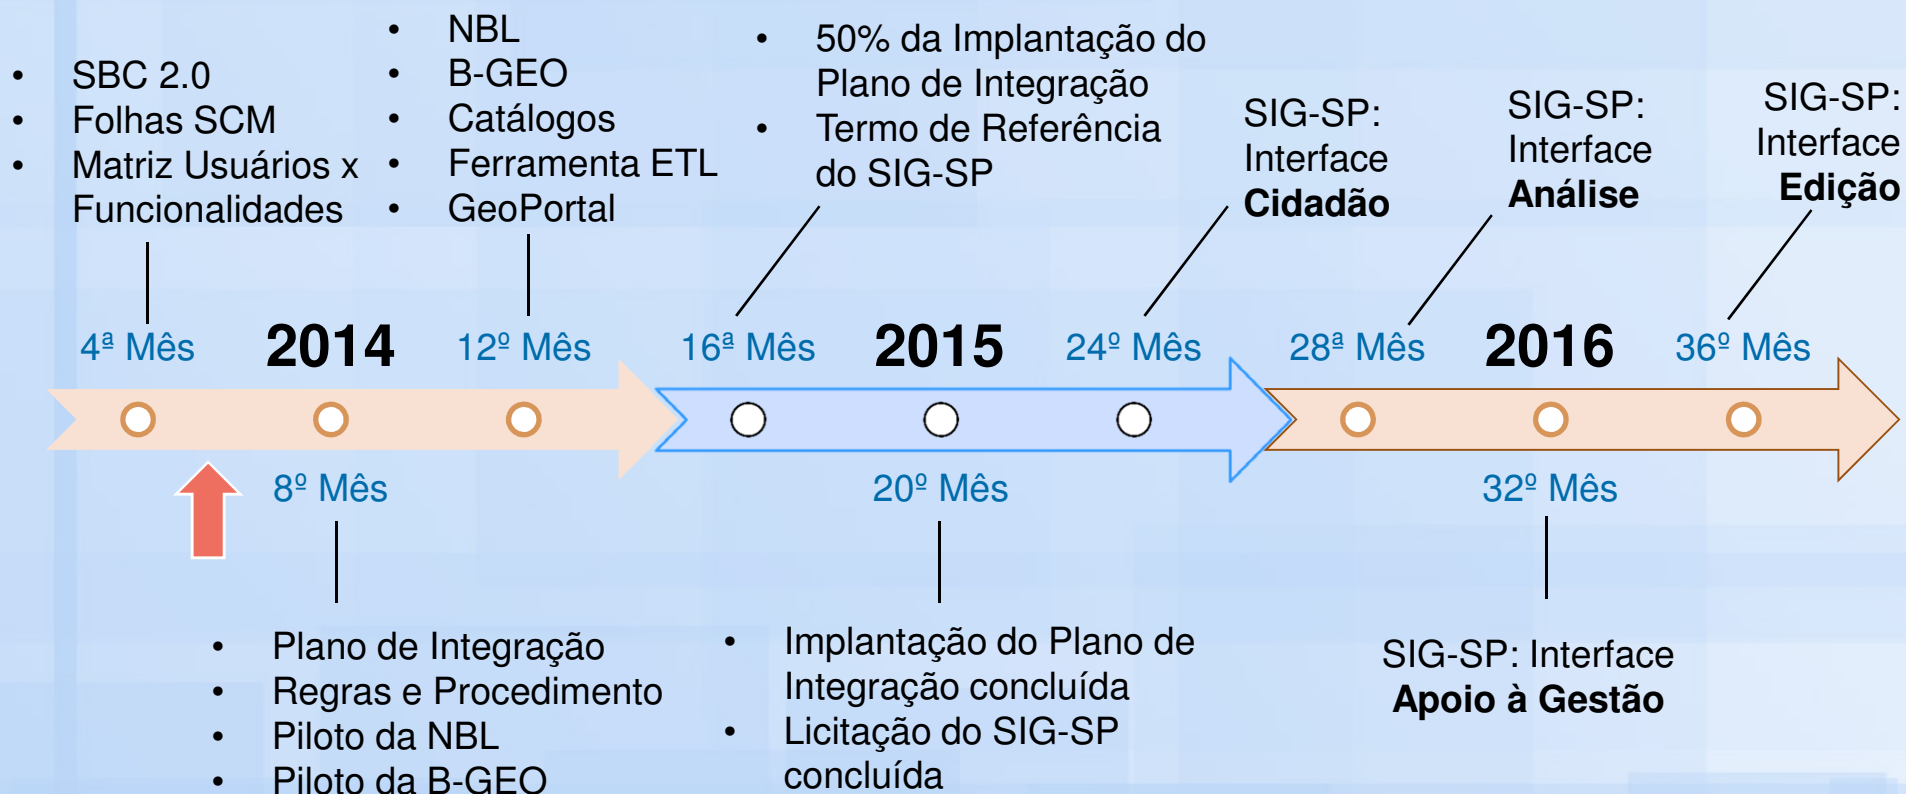 • SBC 2.0
• Folhas SCM
• Matriz Usuários x
Funcionalidades
• NBL
• B-GEO
• Catálogos
• Ferramenta ETL
• GeoPortal
• 50% da Implantação do
Plano de Integração
• Termo de Referência
do SIG-SP
SIG-SP:
Interface
Cidadão
SIG-SP:
Interface
Análise
SIG-SP:
Interface
Edição
4ª Mês
2014
12º Mês
16ª Mês
2015
24º Mês
28ª Mês
2016
36º Mês
8º Mês
20º Mês
32º Mês
• Plano de Integração
• Regras e Procedimento
• Piloto da NBL
• Piloto da B-GEO
• Implantação do Plano de
Integração concluída
• Licitação do SIG-SP
concluída
SIG-SP: Interface
Apoio à Gestão